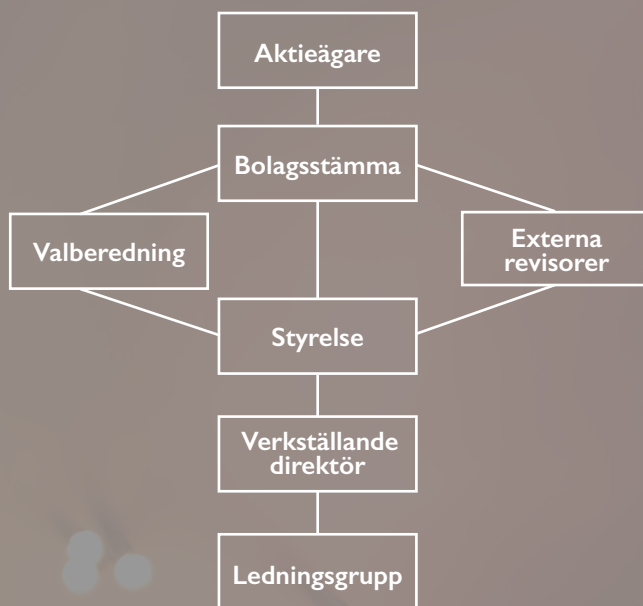 Aktieägare
Bolagsstämma
Valberedning
Externa
revisorer
Styrelse
Verkställande
direktör
Ledningsgrupp